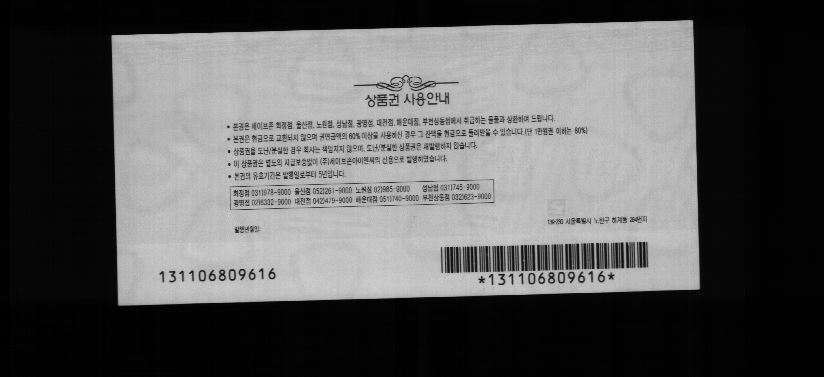 상품권 사용안내
• 본권은 세이브존 화정점, 울산점, 노원점, 성남점, 광명점, 대전점, 해운대점, 부천상동점에서 취급하는 물품과 상환하여 드립니다.
• 본권은 현금으로 교환되지 않으며 권면금액의 60%이상을 사용하신 경우 그 잔액을 현금으로 돌려받을 수 있습니다.(단 1만원권 이하는 80%)
• 상품권을 도난/분실한 경우 회사는 책임지지 않으며, 도난/분실한 상품권은 재발행하지 않습니다.
• 이 상품권은 별도의 지급보증없이 (주)세이브존아이앤씨의 신용으로 발행하였습니다.
• 본권의 유효기간은 발행일로부터 5년입니다.
화정점 031)978-9000 울산점 052)261-9000 노원점 02)985-9000 성남점 031)745-9000
광명점 02)6332-9000 대전점 042)479-9000 해운대점 051)740-9000 부천상동점 032)623-9000
발행년월일:
139-230 서울특별시 노원구 하계동 284번지
131106809616
*131106809616*